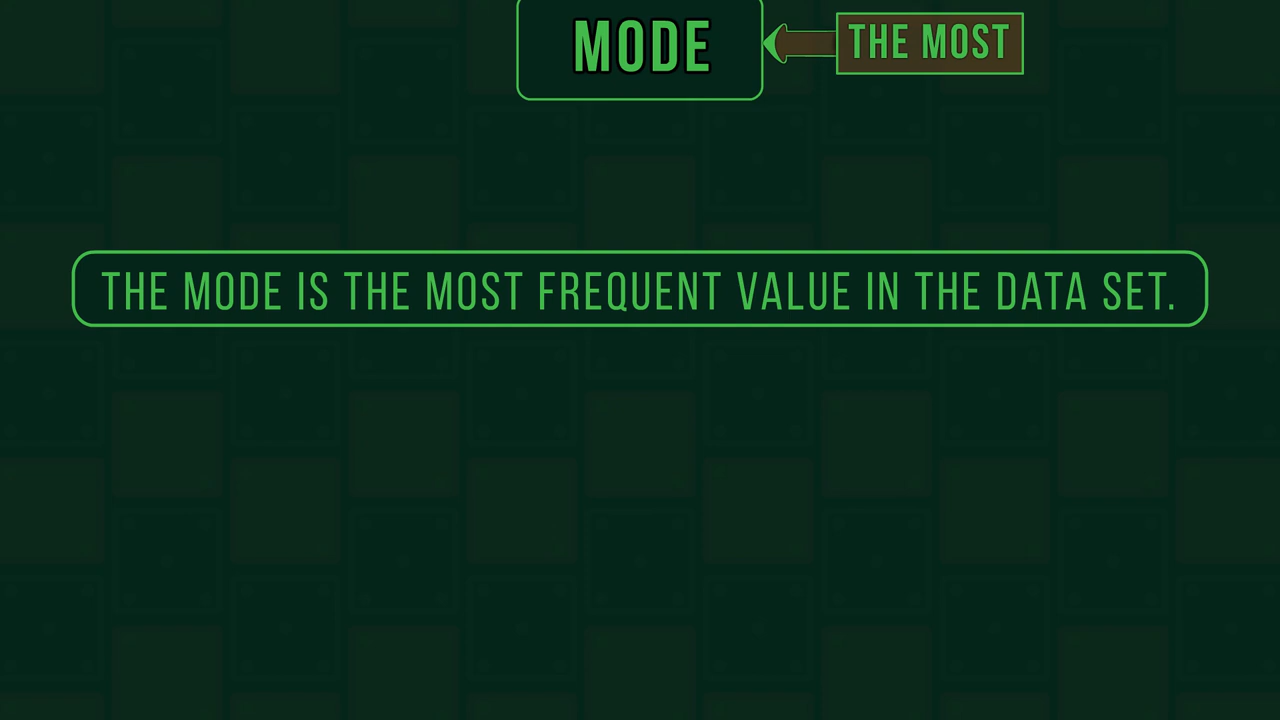 MODE
THE MOST
THE MODE IS THE MOST FREQUENT VALUE IN THE DATA SET.